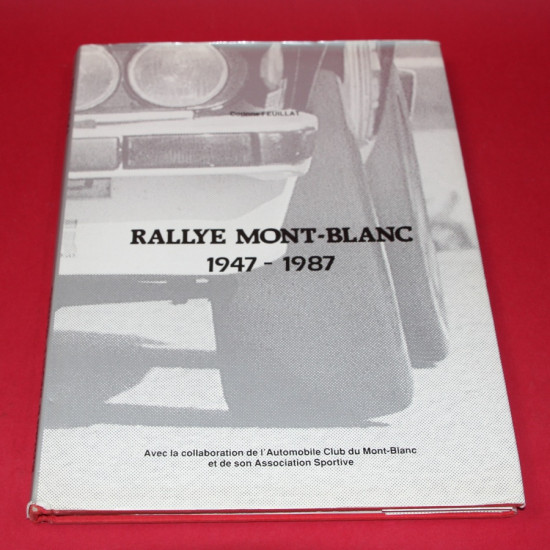 Corinne FEUILLAT
RALLYE MONT-BLANC
1947 - 1987
Avec la collaboration de l'Automobile Club du Mont-Blanc
et de son Association Sportive